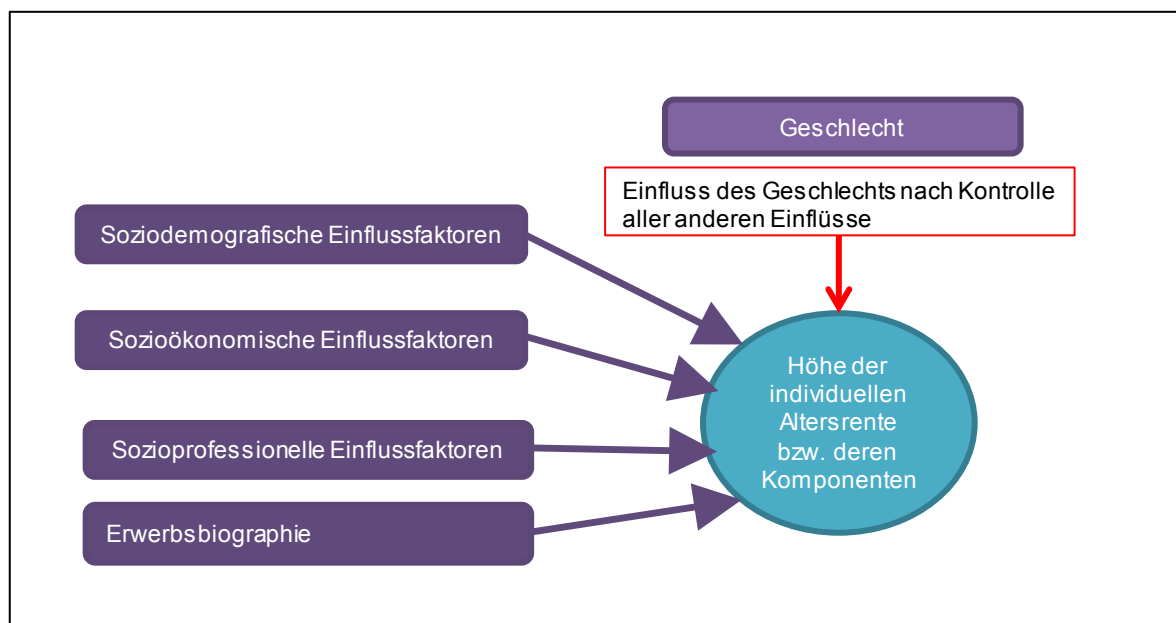 Geschlecht
Einfluss des Geschlechts nach Kontrolle
aller anderen Einflüsse
Soziodemografische Einflussfaktoren
Sozioökonomische Einflussfaktoren
Sozioprofessionelle Einflussfaktoren
Erwerbsbiographie
Höhe der
individuellen
Altersrente
bzw. deren
Komponenten